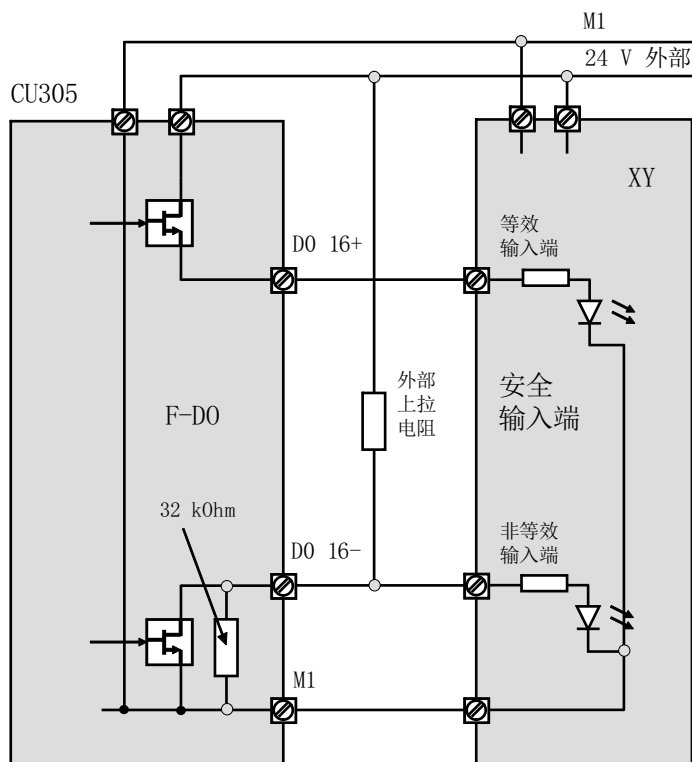 M1
24 V 外部
CU305
XY
等效
输入端
DO 16+
外部
上拉
电阻
安全
输入端
F-DO
32 kOhm
DO 16-
非等效
输入端
M1